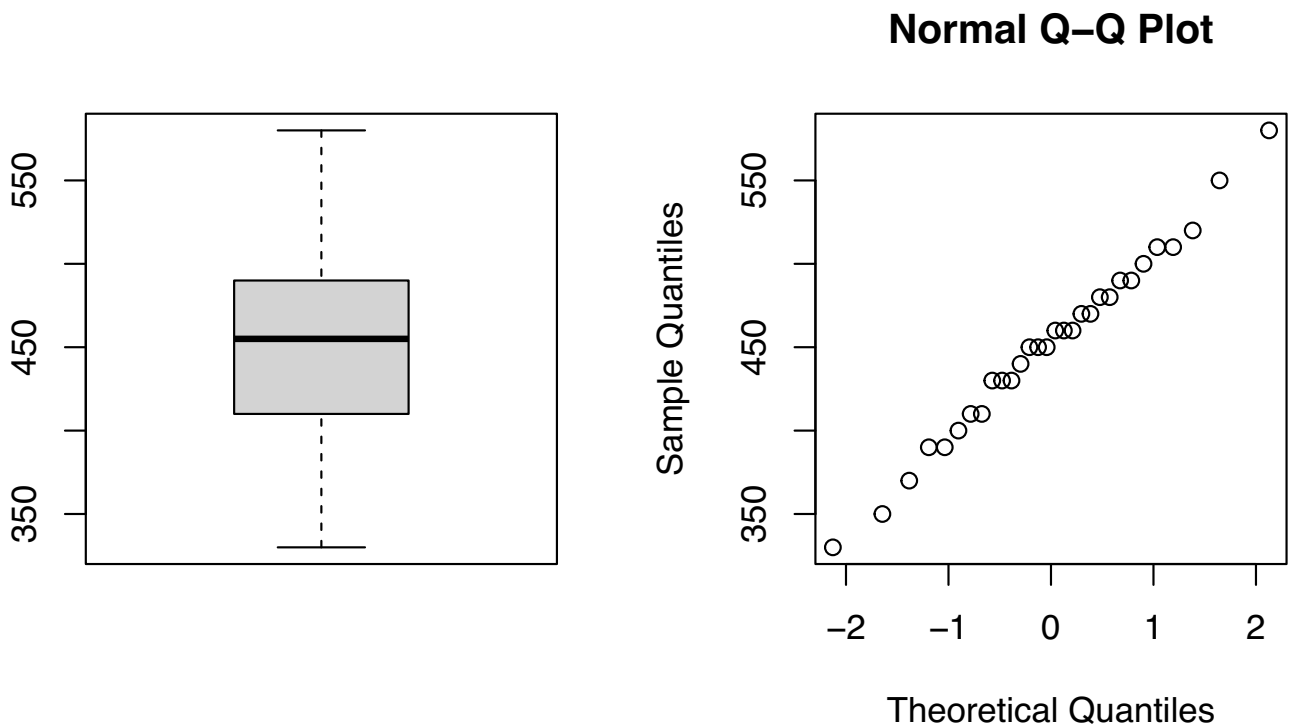 550
450
350
Normal Q–Q Plot
Sample Quantiles
550
450
350
−2 −1 0 1 2
Theoretical Quantiles